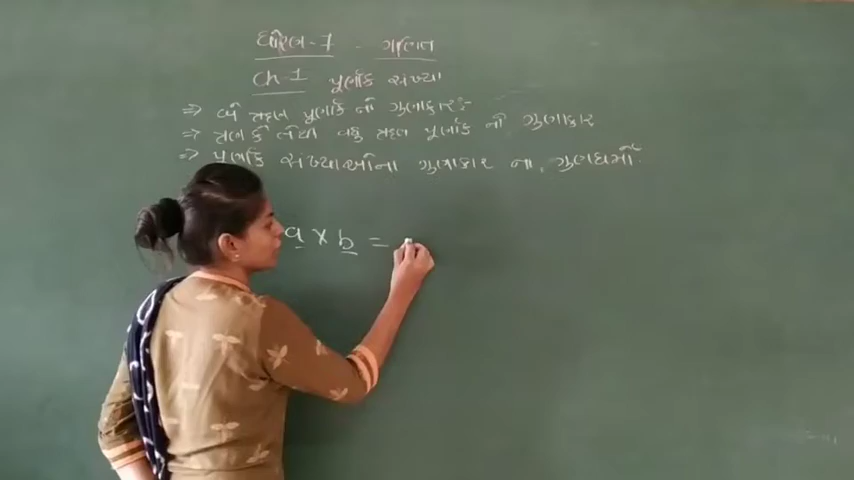 ધોરણ-7 - ગણિત
Ch-1 પૂર્ણાંક સંખ્યા
⇒ બે ઋણ પૂર્ણાંક નો ગુણાકાર :-
⇒ ત્રણ કે તેથી વધુ ઋણ પૂર્ણાંક નો ગુણાકાર
⇒ પૂર્ણાંક સંખ્યાઓના ગુણાકાર ના ગુણધર્મો
a × b =